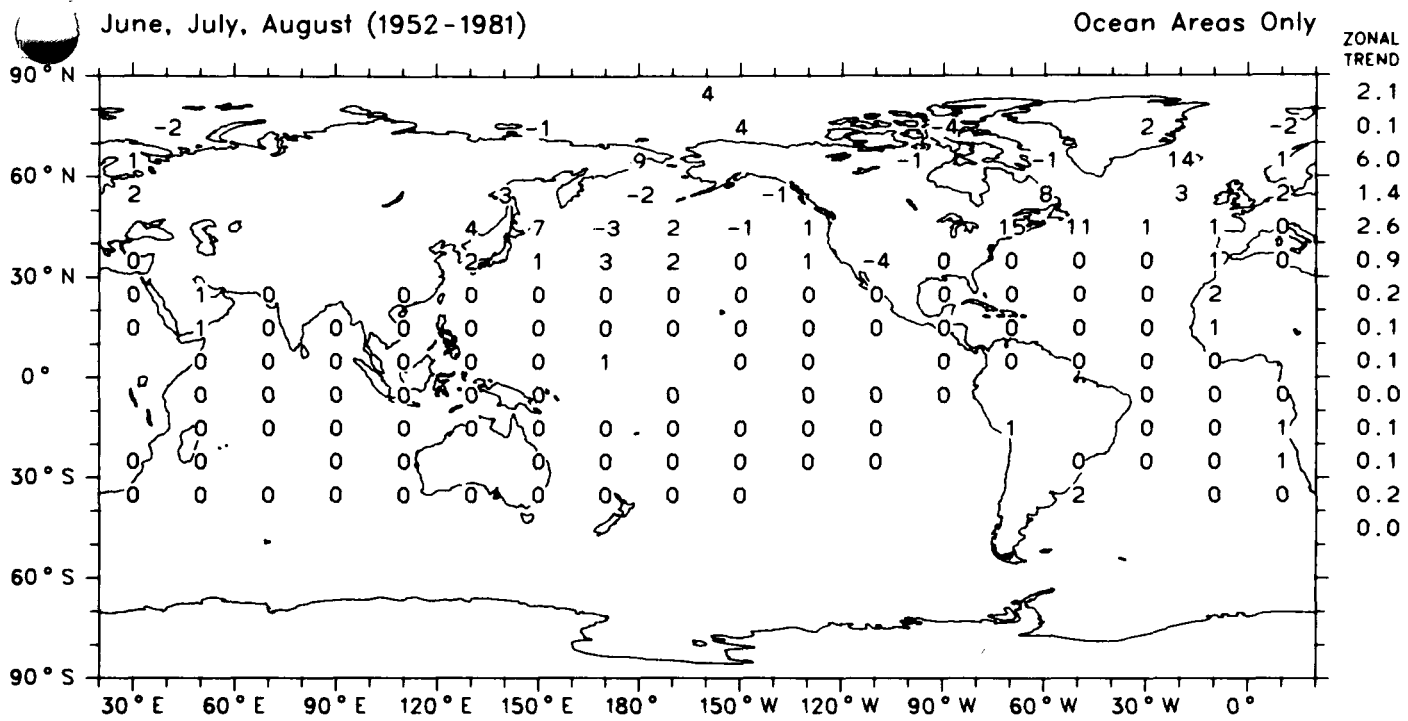 June, July, August (1952-1981) Ocean Areas Only
ZONAL
TREND
90° N
4 2.1
-2 -1 4 -4 2 -2 0.1
1 9 -1 -1 14 1 6.0
60° N
2 3 -2 -1 8 3 2 1.4
4 -7 -3 2 -1 1 15 11 1 1 0 2.6
0 2 1 3 2 0 1 -4 0 0 0 0 1 0 0.9
30° N
0 1 0 0 0 0 0 0 0 0 0 0 0 0 0 2 0.2
0 1 0 0 0 0 0 0 0 0 0 0 0 0 0 0 1 0.1
0 0 0 0 0 0 1 0 0 0 0 0 0 0 0.1
0°
0 0 0 0 0 0 0 0 0 0 0 0 0 0.0
0 0 0 0 0 0 0 0 0 0 0 1 0 0 1 0.1
0 0 0 0 0 0 0 0 0 0 0 0 0 1 0.1
30° S
0 0 0 0 0 0 0 0 0 2 0 0 0.2
0.0
60° S
90° S
30° E 60° E 90° E 120° E 150° E 180° 150° W 120° W 90° W 60° W 30° W 0°